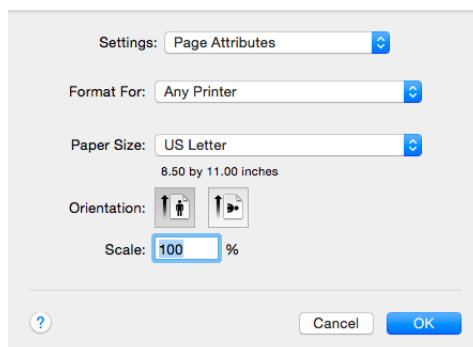 Settings: Page Attributes
Format For: Any Printer
Paper Size: US Letter
8.50 by 11.00 inches
Orientation:
Scale: 100 %
? Cancel OK